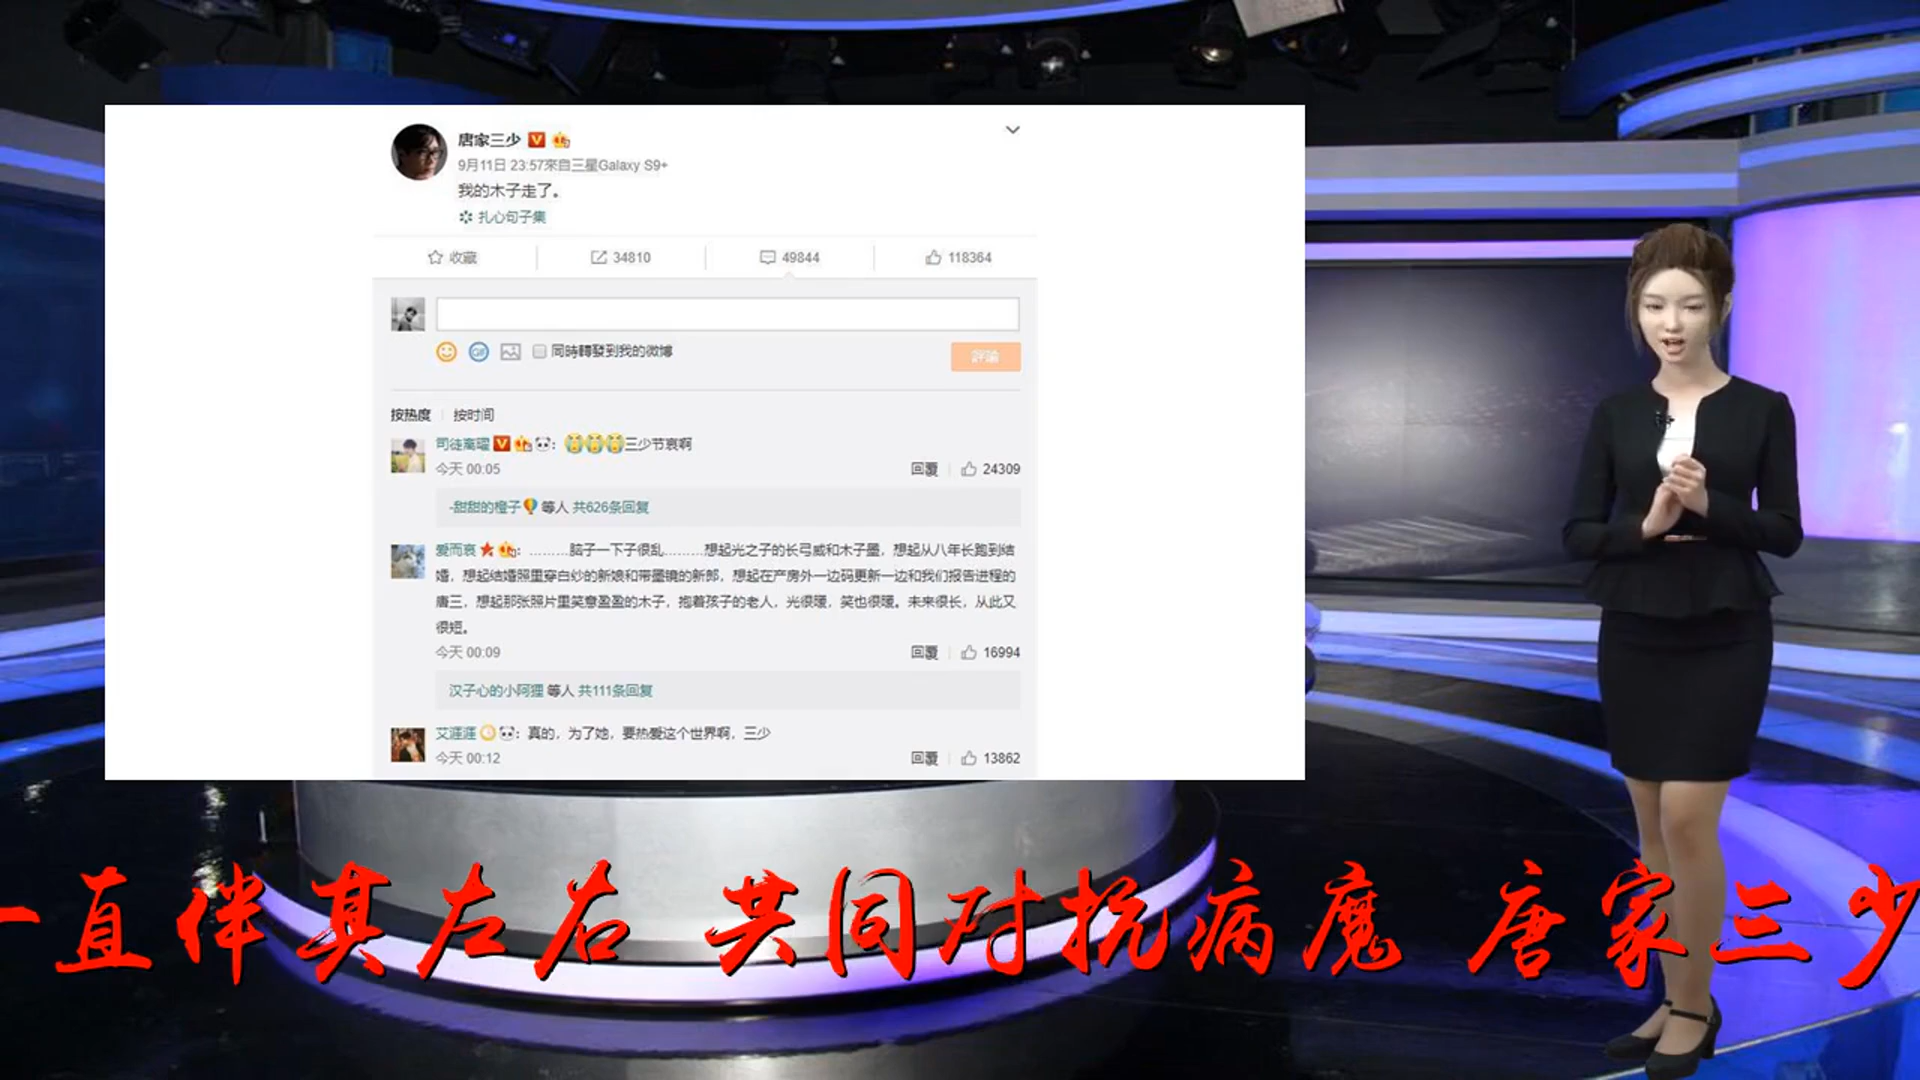 唐家三少
9月11日 23:57來自三星Galaxy S9+
我的木子走了。
扎心句子集
收藏
34810
49844
118364
同時轉發到我的微博
評論
按热度 按时间
司徒离曜 : 三少节哀啊
今天 00:05
回覆 24309
-甜甜的橙子 等人 共626条回复
爱而哀 : .........脑子一下子很乱.........想起光之子的长弓威和木子墨，想起从八年长跑到结
婚，想起结婚照里穿白纱的新娘和带墨镜的新郎，想起在产房外一边码更新一边和我们报告进程的
唐三，想起那张照片里笑意盈盈的木子，抱着孩子的老人，光很暖，笑也很暖。未来很长，从此又
很短。
今天 00:09
回覆 16994
汉子心的小阿狸 等人 共111条回复
艾涯涯 : 真的，为了她，要热爱这个世界啊，三少
今天 00:12
回覆 13862
一直伴其左右 共同对抗病魔 唐家三少